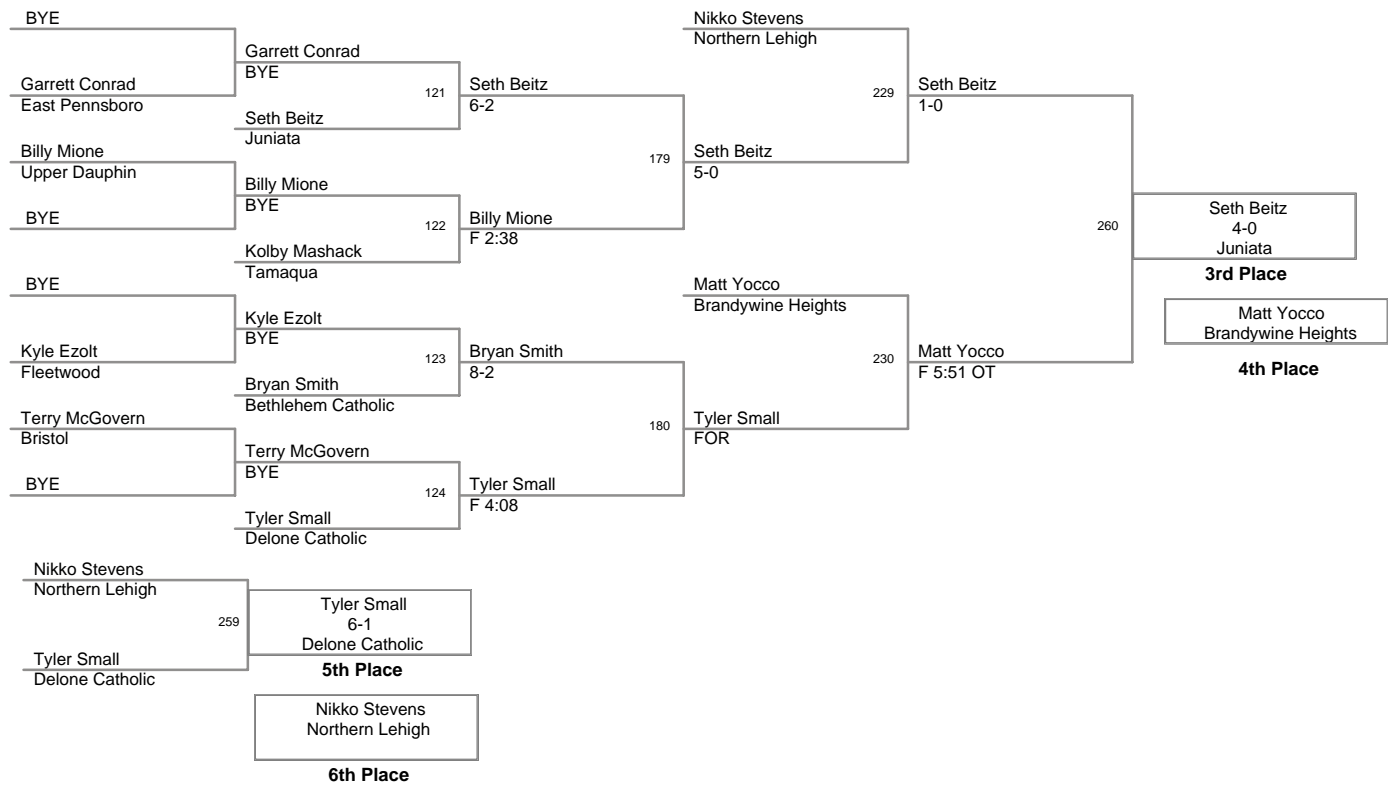 BYE
Garrett Conrad
East Pennsboro
Billy Mione
Upper Dauphin
BYE
BYE
Kyle Ezolt
Fleetwood
Terry McGovern
Bristol
BYE
Garrett Conrad
BYE
121
Seth Beitz
Juniata
Billy Mione
BYE
122
Kolby Mashack
Tamaqua
Kyle Ezolt
BYE
123
Bryan Smith
Bethlehem Catholic
Terry McGovern
BYE
124
Tyler Small
Delone Catholic
Seth Beitz
6-2
179
Billy Mione
F 2:38
Bryan Smith
8-2
180
Tyler Small
F 4:08
Nikko Stevens
Northern Lehigh
229
Seth Beitz
5-0
Matt Yocco
Brandywine Heights
230
Tyler Small
FOR
Seth Beitz
1-0
260
Matt Yocco
F 5:51 OT
Seth Beitz
4-0
Juniata
3rd Place
Matt Yocco
Brandywine Heights
4th Place
Nikko Stevens
Northern Lehigh
259
Tyler Small
Delone Catholic
Tyler Small
6-1
Delone Catholic
5th Place
Nikko Stevens
Northern Lehigh
6th Place